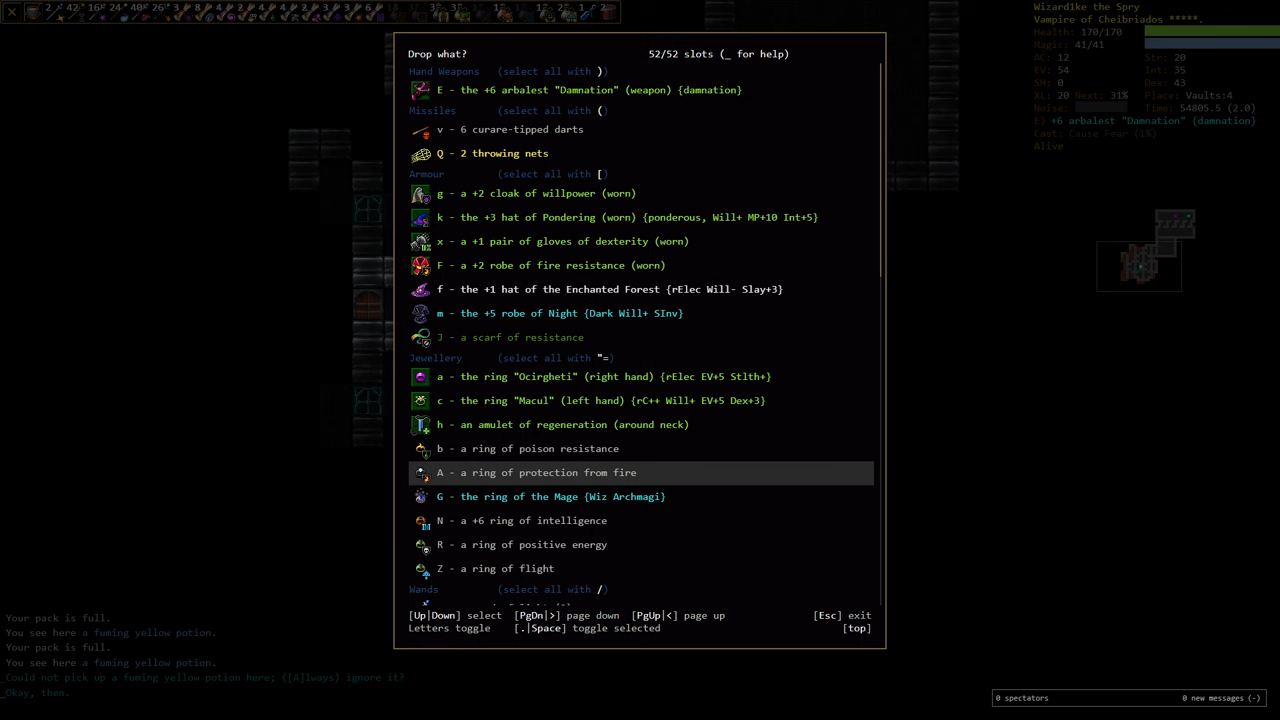 Wizard1ke the Spry
Vampire of Cheibriados *****.
Health: 170/170
Magic: 41/41
AC: 12 Str: 20
EV: 54 Int: 35
SH: 0 Dex: 43
XL: 20 Next: 31% Place: Vaults:4
Noise: Time: 54805.5 (2.0)
E) +6 arbalest "Damnation" {damnation}
Cast: Cause Fear (1%)
Alive
Drop what? 52/52 slots (_ for help)
Hand Weapons (select all with ))
E - the +6 arbalest "Damnation" (weapon) {damnation}
Missiles (select all with ()
v - 6 curare-tipped darts
Q - 2 throwing nets
Armour (select all with [)
g - a +2 cloak of willpower (worn)
k - the +3 hat of Pondering (worn) {ponderous, Will+ MP+10 Int+5}
x - a +1 pair of gloves of dexterity (worn)
F - a +2 robe of fire resistance (worn)
f - the +1 hat of the Enchanted Forest {rElec Will- Slay+3}
m - the +5 robe of Night {Dark Will+ SInv}
J - a scarf of resistance
Jewellery (select all with "=)
a - the ring "Ocirgheti" (right hand) {rElec EV+5 Stlth+}
c - the ring "Macul" (left hand) {rC++ Will+ EV+5 Dex+3}
h - an amulet of regeneration (around neck)
b - a ring of poison resistance
A - a ring of protection from fire
G - the ring of the Mage {Wiz Archmagi}
N - a +6 ring of intelligence
R - a ring of positive energy
Z - a ring of flight
Wands (select all with /)
[Up|Down] select [PgDn|>] page down [PgUp|<] page up [Esc] exit
Letters toggle [.|Space] toggle selected [top]
Your pack is full.
You see here a fuming yellow potion.
Your pack is full.
You see here a fuming yellow potion.
_Could not pick up a fuming yellow potion here; ([A]lways) ignore it?
_Okay, then.
0 spectators 0 new messages (-)